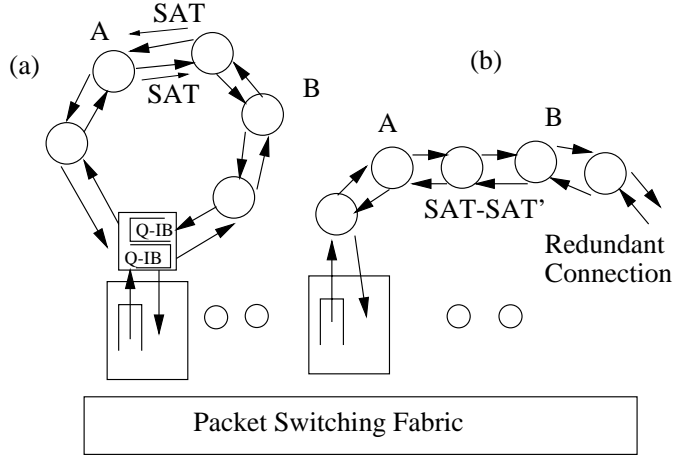 SAT
A
(a)
(b)
SAT
B
A
B
SAT-SAT'
Q-IB
Q-IB
Redundant
Connection
Packet Switching Fabric